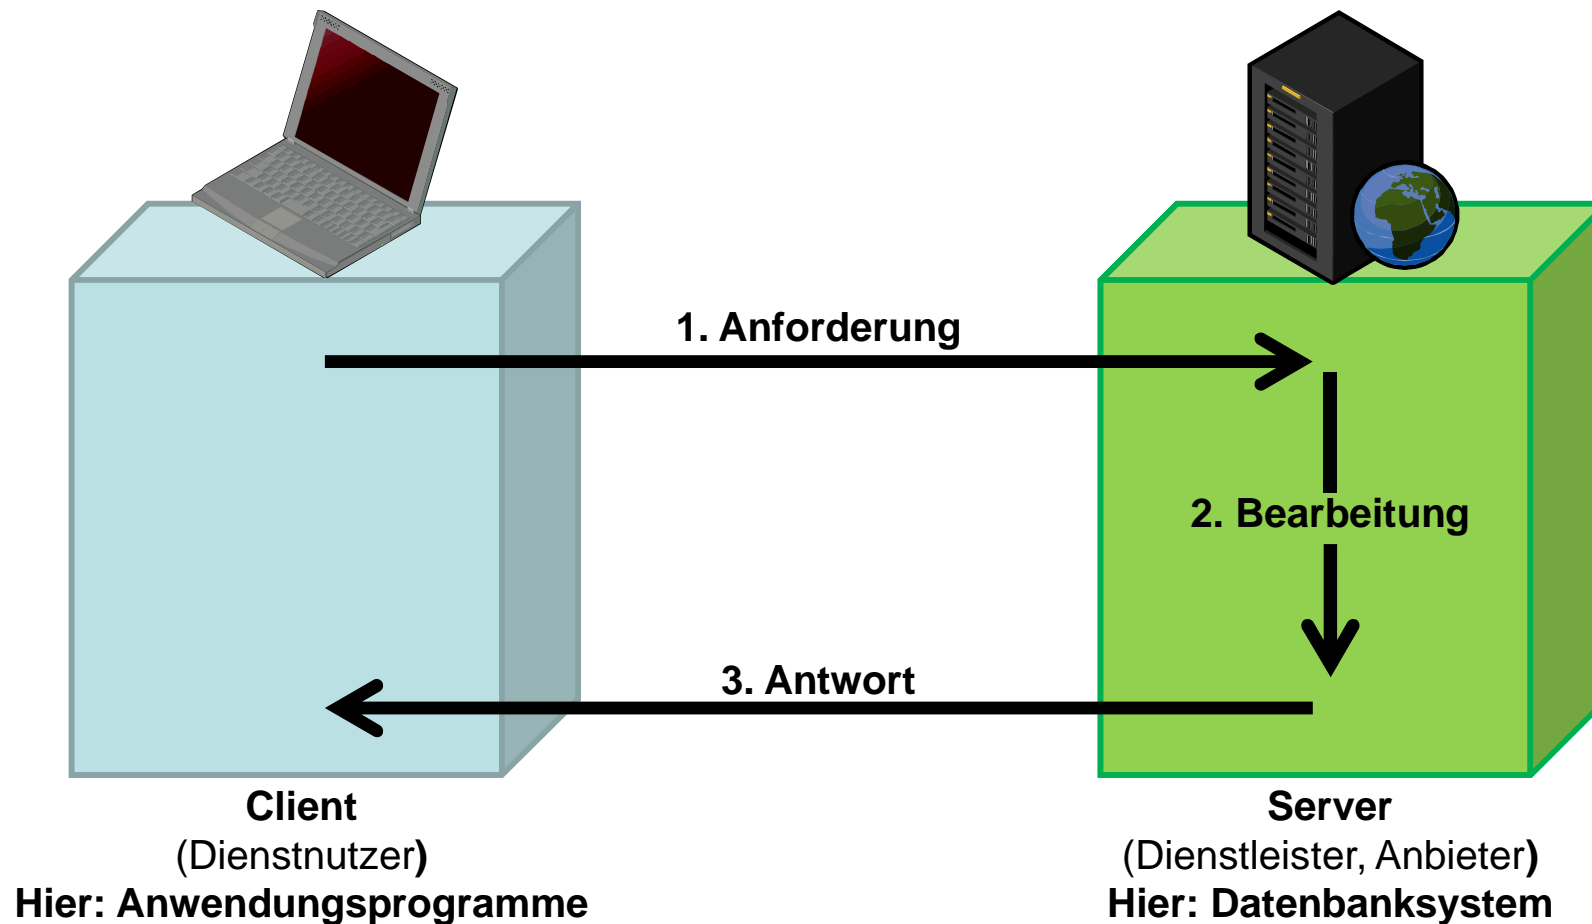 1. Anforderung
2. Bearbeitung
3. Antwort
Client
(Dienstnutzer)
Hier: Anwendungsprogramme
Server
(Dienstleister, Anbieter)
Hier: Datenbanksystem